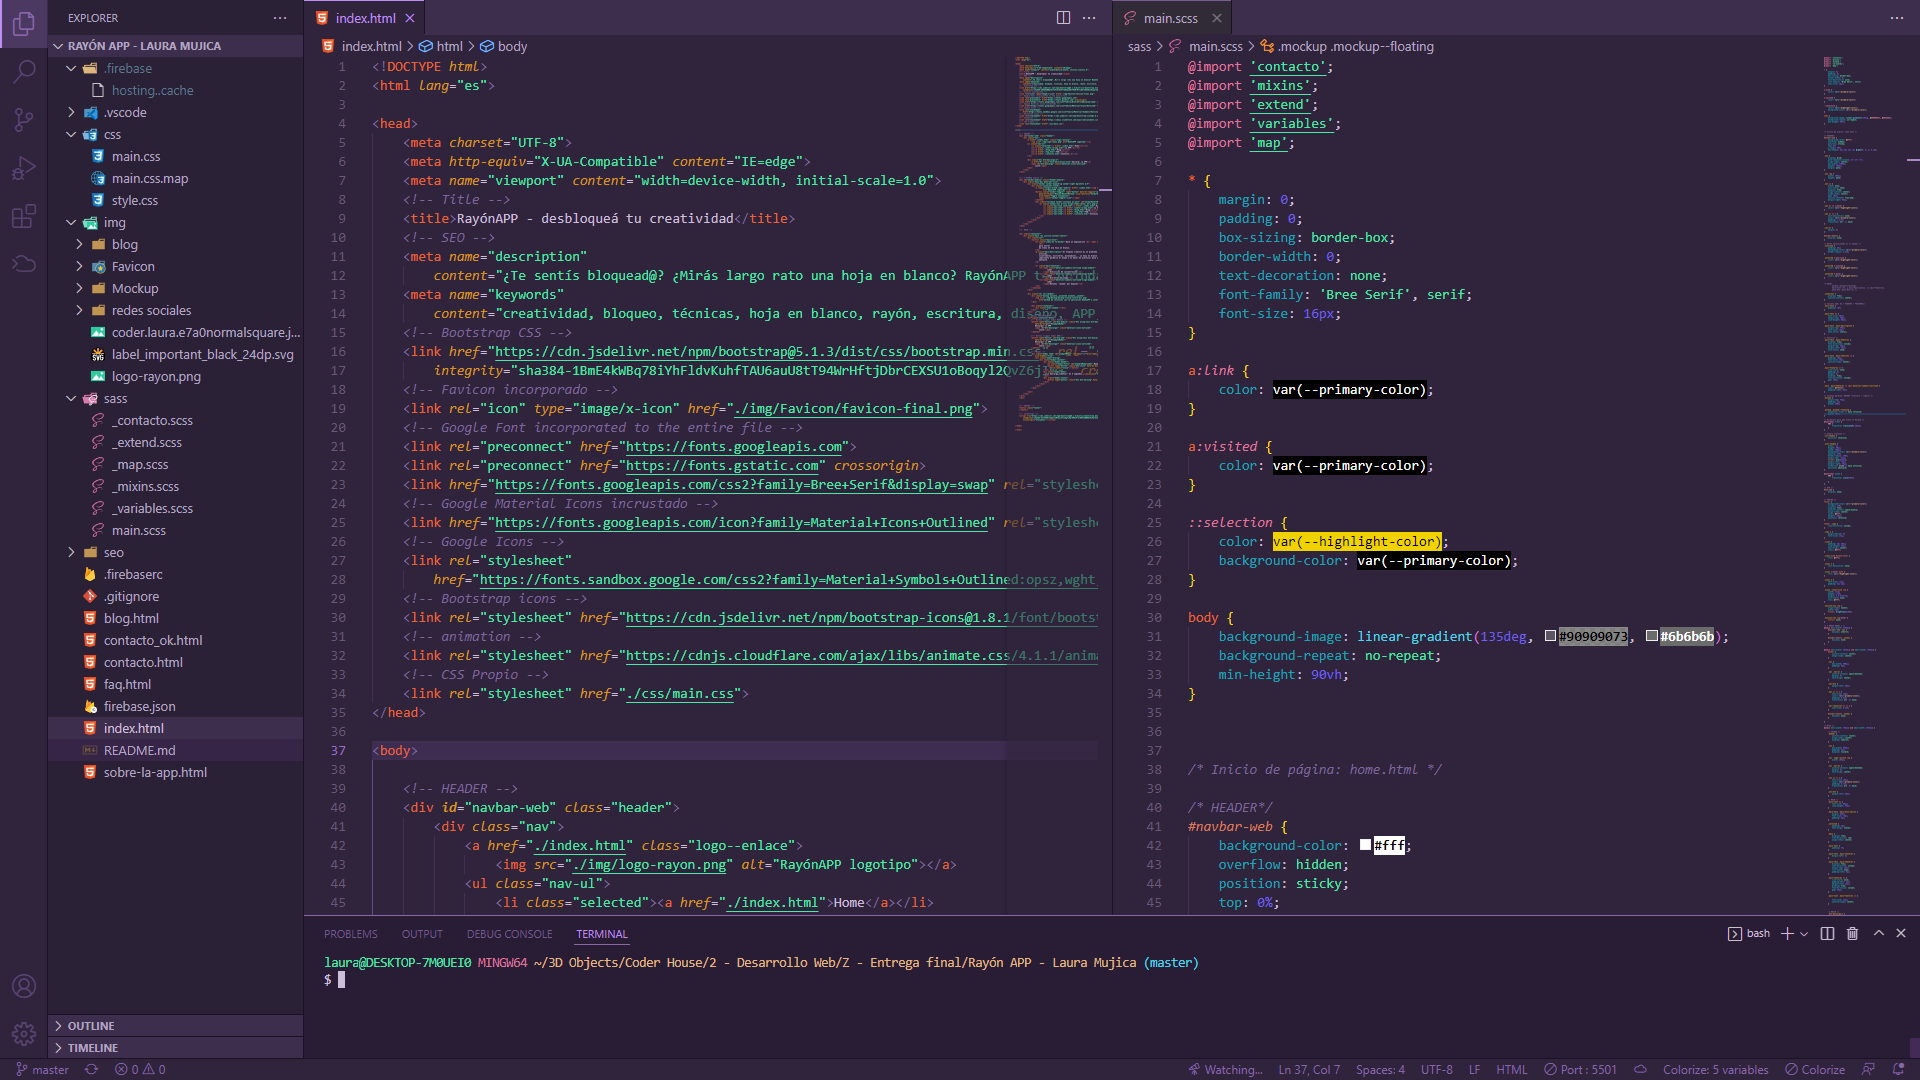 EXPLORER
RAYÓN APP - LAURA MUJICA
.firebase
hosting..cache
.vscode
css
main.css
main.css.map
style.css
img
blog
Favicon
Mockup
redes sociales
coder.laura.e7a0normalsquare.j...
label_important_black_24dp.svg
logo-rayon.png
sass
_contacto.scss
_extend.scss
_map.scss
_mixins.scss
_variables.scss
main.scss
seo
.firebaserc
.gitignore
blog.html
contacto_ok.html
contacto.html
faq.html
firebase.json
index.html
README.md
sobre-la-app.html
OUTLINE
TIMELINE
index.html
index.html > html > body
1 <!DOCTYPE html>
2 <html lang="es">
3
4 <head>
5 <meta charset="UTF-8">
6 <meta http-equiv="X-UA-Compatible" content="IE=edge">
7 <meta name="viewport" content="width=device-width, initial-scale=1.0">
8 <!-- Title -->
9 <title>RayónAPP - desbloqueá tu creatividad</title>
10 <!-- SEO -->
11 <meta name="description"
12 content="¿Te sentís bloquead@? ¿Mirás largo rato una hoja en blanco? RayónAPP
13 <meta name="keywords"
14 content="creatividad, bloqueo, técnicas, hoja en blanco, rayón, escritura, diseño, APP
15 <!-- Bootstrap CSS -->
16 <link href="https://cdn.jsdelivr.net/npm/bootstrap@5.1.3/dist/css/bootstrap.min.css"
17 integrity="sha384-1BmE4kWBq78iYhFldvKuhfTAU6auU8tT94WrHftjDbrCEXSU1oBoqyl2QvZ6j
18 <!-- Favicon incorporado -->
19 <link rel="icon" type="image/x-icon" href="./img/Favicon/favicon-final.png">
20 <!-- Google Font incorporated to the entire file -->
21 <link rel="preconnect" href="https://fonts.googleapis.com">
22 <link rel="preconnect" href="https://fonts.gstatic.com" crossorigin>
23 <link href="https://fonts.googleapis.com/css2?family=Bree+Serif&display=swap" rel="styleshe
24 <!-- Google Material Icons incrustado -->
25 <link href="https://fonts.googleapis.com/icon?family=Material+Icons+Outlined" rel="styleshe
26 <!-- Google Icons -->
27 <link rel="stylesheet"
28 href="https://fonts.sandbox.google.com/css2?family=Material+Symbols+Outlined:opsz,wght
29 <!-- Bootstrap icons -->
30 <link rel="stylesheet" href="https://cdn.jsdelivr.net/npm/bootstrap-icons@1.8.1/font/bootst
31 <!-- animation -->
32 <link rel="stylesheet" href="https://cdnjs.cloudflare.com/ajax/libs/animate.css/4.1.1/anima
33 <!-- CSS Propio -->
34 <link rel="stylesheet" href="./css/main.css">
35 </head>
36
37 <body>
38
39 <!-- HEADER -->
40 <div id="navbar-web" class="header">
41 <div class="nav">
42 <a href="./index.html" class="logo--enlace">
43 <img src="./img/logo-rayon.png" alt="RayónAPP logotipo"></a>
44 <ul class="nav-ul">
45 <li class="selected"><a href="./index.html">Home</a></li>
main.scss
sass > main.scss > .mockup .mockup--floating
1 @import 'contacto';
2 @import 'mixins';
3 @import 'extend';
4 @import 'variables';
5 @import 'map';
6
7 * {
8 margin: 0;
9 padding: 0;
10 box-sizing: border-box;
11 border-width: 0;
12 text-decoration: none;
13 font-family: 'Bree Serif', serif;
14 font-size: 16px;
15 }
16
17 a:link {
18 color: var(--primary-color);
19 }
20
21 a:visited {
22 color: var(--primary-color);
23 }
24
25 ::selection {
26 color: var(--highlight-color);
27 background-color: var(--primary-color);
28 }
29
30 body {
31 background-image: linear-gradient(135deg, #90909073, #6b6b6b);
32 background-repeat: no-repeat;
33 min-height: 90vh;
34 }
35
36
37
38 /* Inicio de página: home.html */
39
40 /* HEADER*/
41 #navbar-web {
42 background-color: #fff;
43 overflow: hidden;
44 position: sticky;
45 top: 0%;
PROBLEMS OUTPUT DEBUG CONSOLE TERMINAL
bash
laura@DESKTOP-7M0UEI0 MINGW64 ~/3D Objects/Coder House/2 - Desarrollo Web/Z - Entrega final/Rayón APP - Laura Mujica (master)
$
master 0 0 Watching... Ln 37, Col 7 Spaces: 4 UTF-8 LF HTML Port : 5501 Colorize: 5 variables Colorize